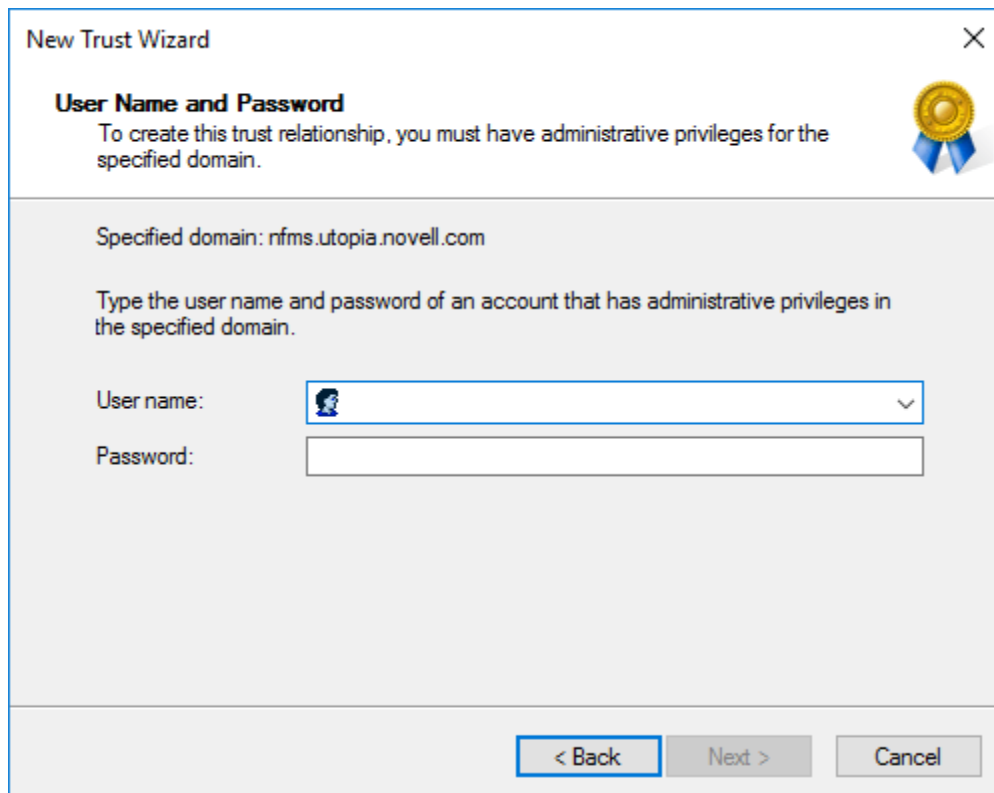 New Trust Wizard
User Name and Password
To create this trust relationship, you must have administrative privileges for the
specified domain.
Specified domain: nfms.utopia.novell.com
Type the user name and password of an account that has administrative privileges in
the specified domain.
User name:
Password:
< Back
Next >
Cancel